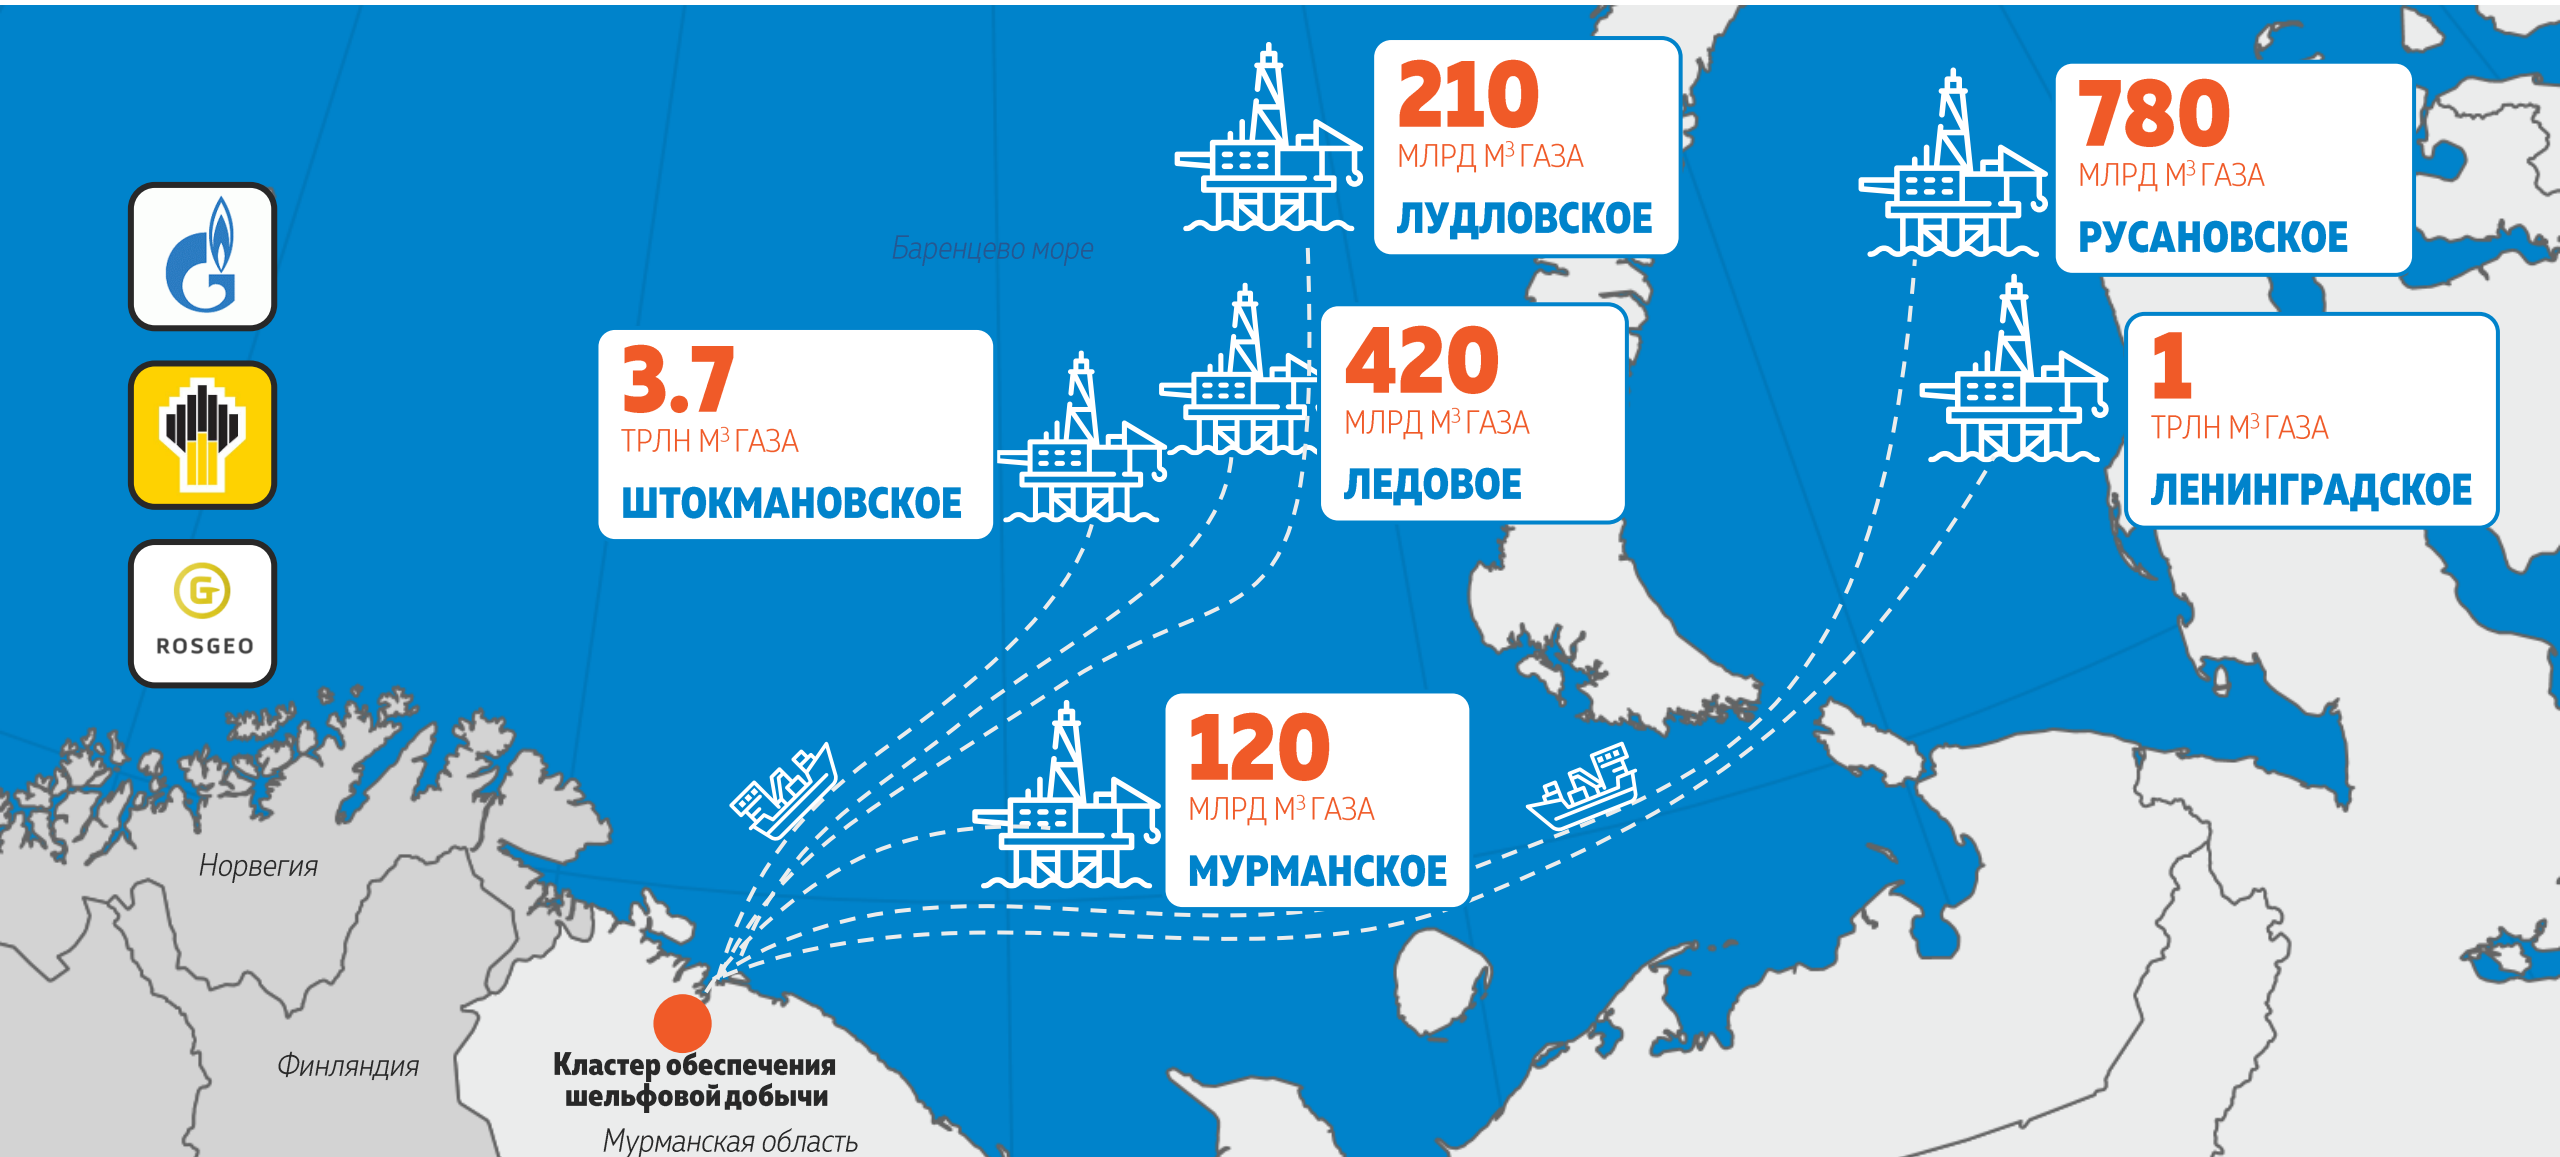 210
МЛРД М³ ГАЗА
ЛУДЛОВСКОЕ
780
МЛРД М³ ГАЗА
РУСАНОВСКОЕ
Баренцево море
3.7
ТРЛН М³ ГАЗА
ШТОКМАНОВСКОЕ
420
МЛРД М³ ГАЗА
ЛЕДОВОЕ
1
ТРЛН М³ ГАЗА
ЛЕНИНГРАДСКОЕ
ROSGEO
120
МЛРД М³ ГАЗА
МУРМАНСКОЕ
Норвегия
Финляндия
Кластер обеспечения
шельфовой добычи
Мурманская область